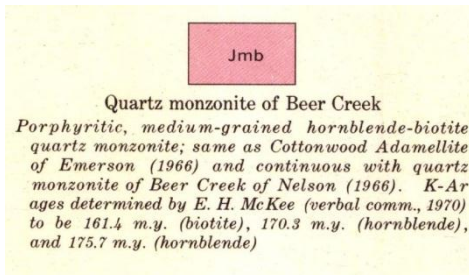 Jmb
Quartz monzonite of Beer Creek
Porphyritic, medium-grained hornblende-biotite
quartz monzonite; same as Cottonwood Adamellite
of Emerson (1966) and continuous with quartz
monzonite of Beer Creek of Nelson (1966). K-Ar
ages determined by E. H. McKee (verbal comm., 1970)
to be 161.4 m.y. (biotite), 170.3 m.y. (hornblende),
and 175.7 m.y. (hornblende)